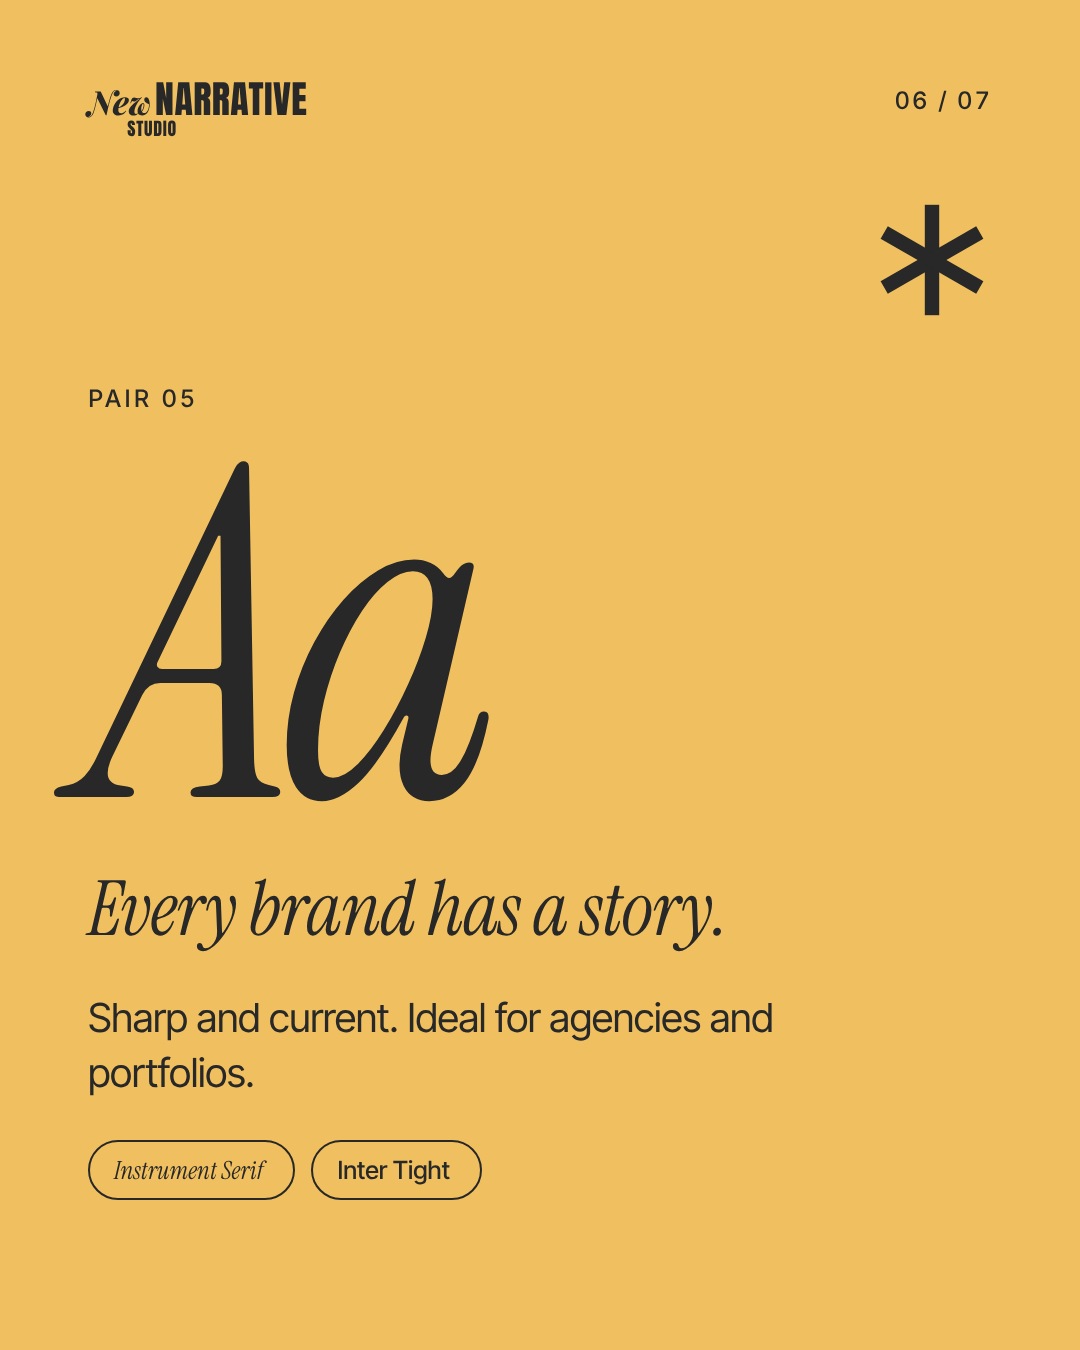 New NARRATIVE
STUDIO
06 / 07
*
PAIR 05
Aa
Every brand has a story.
Sharp and current. Ideal for agencies and
portfolios.
Instrument Serif
Inter Tight